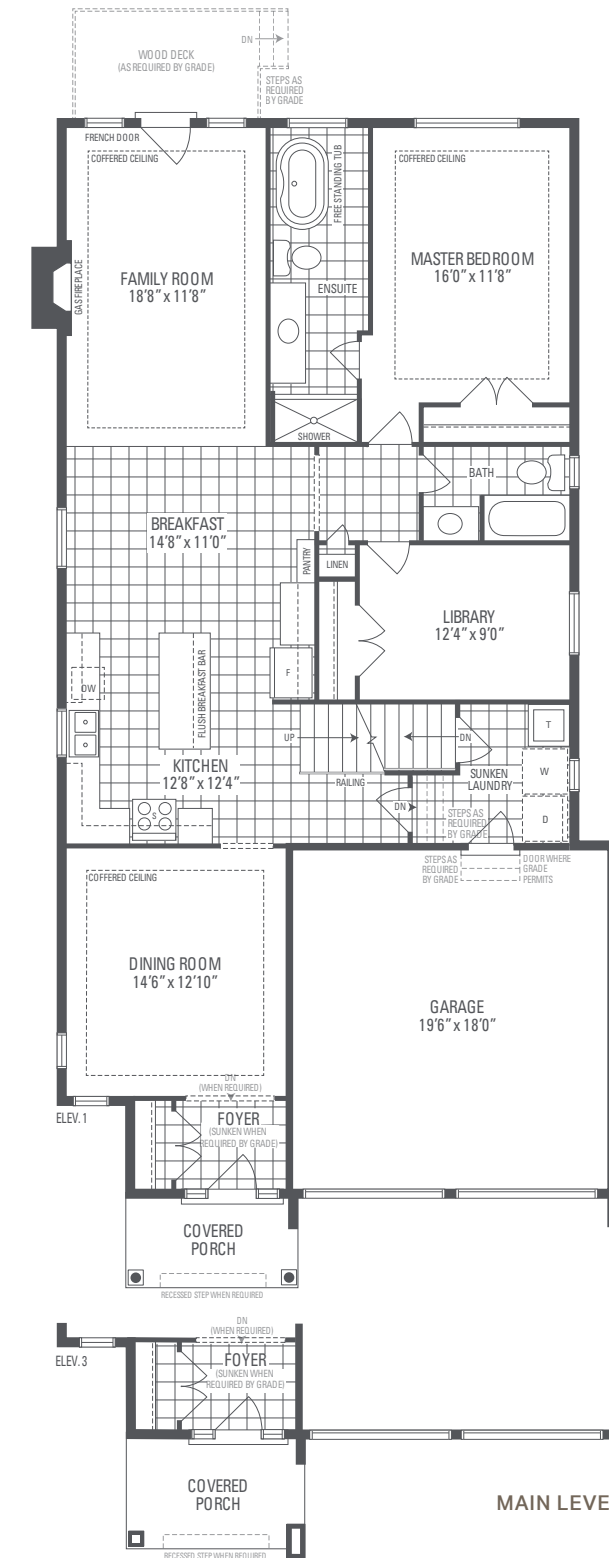 WOOD DECK
(AS REQUIRED BY GRADE)
DN
STEPS AS
REQUIRED
BY GRADE
FRENCH DOOR
COFFERED CEILING
FREE STANDING TUB
COFFERED CEILING
GAS FIREPLACE
FAMILY ROOM
18'8" x 11'8"
ENSUITE
MASTER BEDROOM
16'0" x 11'8"
SHOWER
BATH
BREAKFAST
14'8" x 11'0"
PANTRY
LINEN
LIBRARY
12'4" x 9'0"
F
DW
FLUSH BREAKFAST BAR
UP
DN
T
KITCHEN
12'8" x 12'4"
RAILING
SUNKEN
LAUNDRY
W
DN
STEPS AS
REQUIRED
BY GRADE
D
S
STEPS AS
REQUIRED
BY GRADE
DOOR WHERE
GRADE
PERMITS
COFFERED CEILING
DINING ROOM
14'6" x 12'10"
GARAGE
19'6" x 18'0"
DN
(WHEN REQUIRED)
ELEV. 1
FOYER
(SUNKEN WHEN
REQUIRED BY GRADE)
COVERED
PORCH
RECESSED STEP WHEN REQUIRED
DN
(WHEN REQUIRED)
ELEV. 3
FOYER
(SUNKEN WHEN
REQUIRED BY GRADE)
COVERED
PORCH
MAIN LEVE
RECESSED STEP WHEN REQUIRED